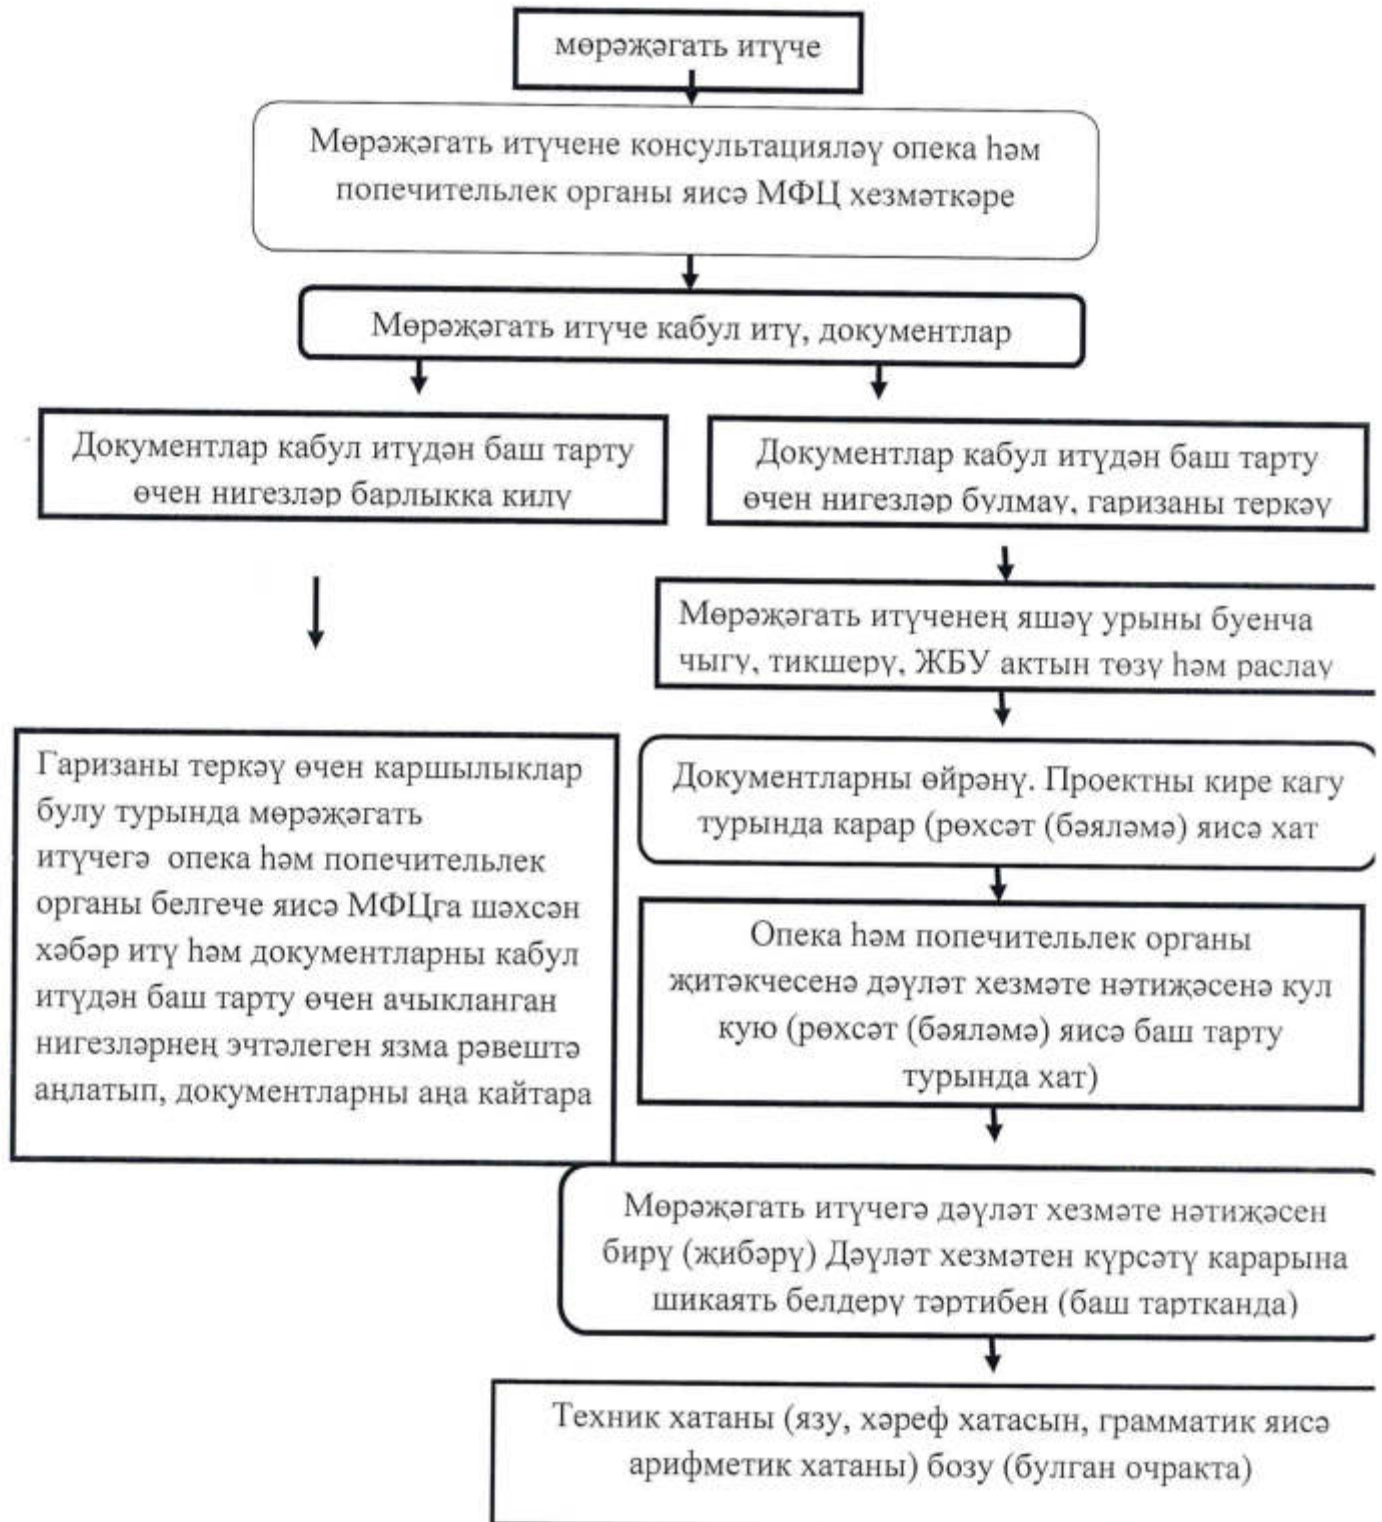 мөрәҗәгать итүче
Мөрәҗәгать итүчене консультацияләү опека һәм
попечительлек органы яисә МФЦ хезмәткәре
Мөрәҗәгать итүче кабул итү, документлар
Документлар кабул итүдән баш тарту
өчен нигезләр барлыкка килү
Документлар кабул итүдән баш тарту
өчен нигезләр булмау, гаризаны теркәү
Мөрәҗәгать итүченең яшәү урыны буенча
чыгу, тикшерү, ЖБУ актын төзү һәм раслау
Гаризаны теркәү өчен каршылыклар
булу турында мөрәҗәгать
итүчегә опека һәм попечительлек
органы белгече яисә МФЦга шәхсән
хәбәр итү һәм документларны кабул
итүдән баш тарту өчен ачыкланган
нигезләрнең эчтәлеген язма рәвештә
аңлатып, документларны аңа кайтара
Документларны өйрәнү. Проектны кире кагу
турында карар (рөхсәт (бәяләмә) яисә хат
Опека һәм попечительлек органы
җитәкчесенә дәүләт хезмәте нәтиҗәсенә кул
кую (рөхсәт (бәяләмә) яисә баш тарту
турында хат)
Мөрәҗәгать итүчегә дәүләт хезмәте нәтиҗәсен
бирү (җибәрү) Дәүләт хезмәтен күрсәтү карарына
шикаять белдерү тәртибен (баш тартканда)
Техник хатаны (язу, хәреф хатасын, грамматик яисә
арифметик хатаны) бозу (булган очракта)